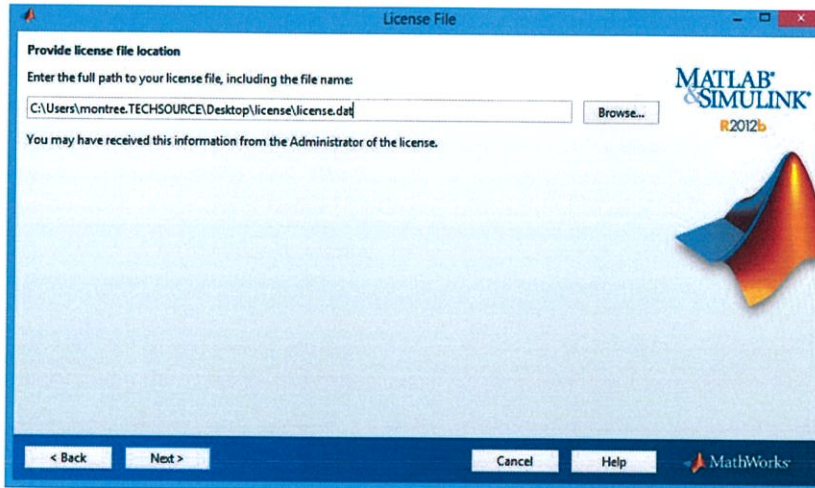 License File
Provide license file location
Enter the full path to your license file, including the file name:
C:\Users\montree.TECHSOURCE\Desktop\license\license.dat
Browse...
You may have received this information from the Administrator of the license.
MATLAB®
&SIMULINK®
R2012b
< Back
Next >
Cancel
Help
MathWorks®